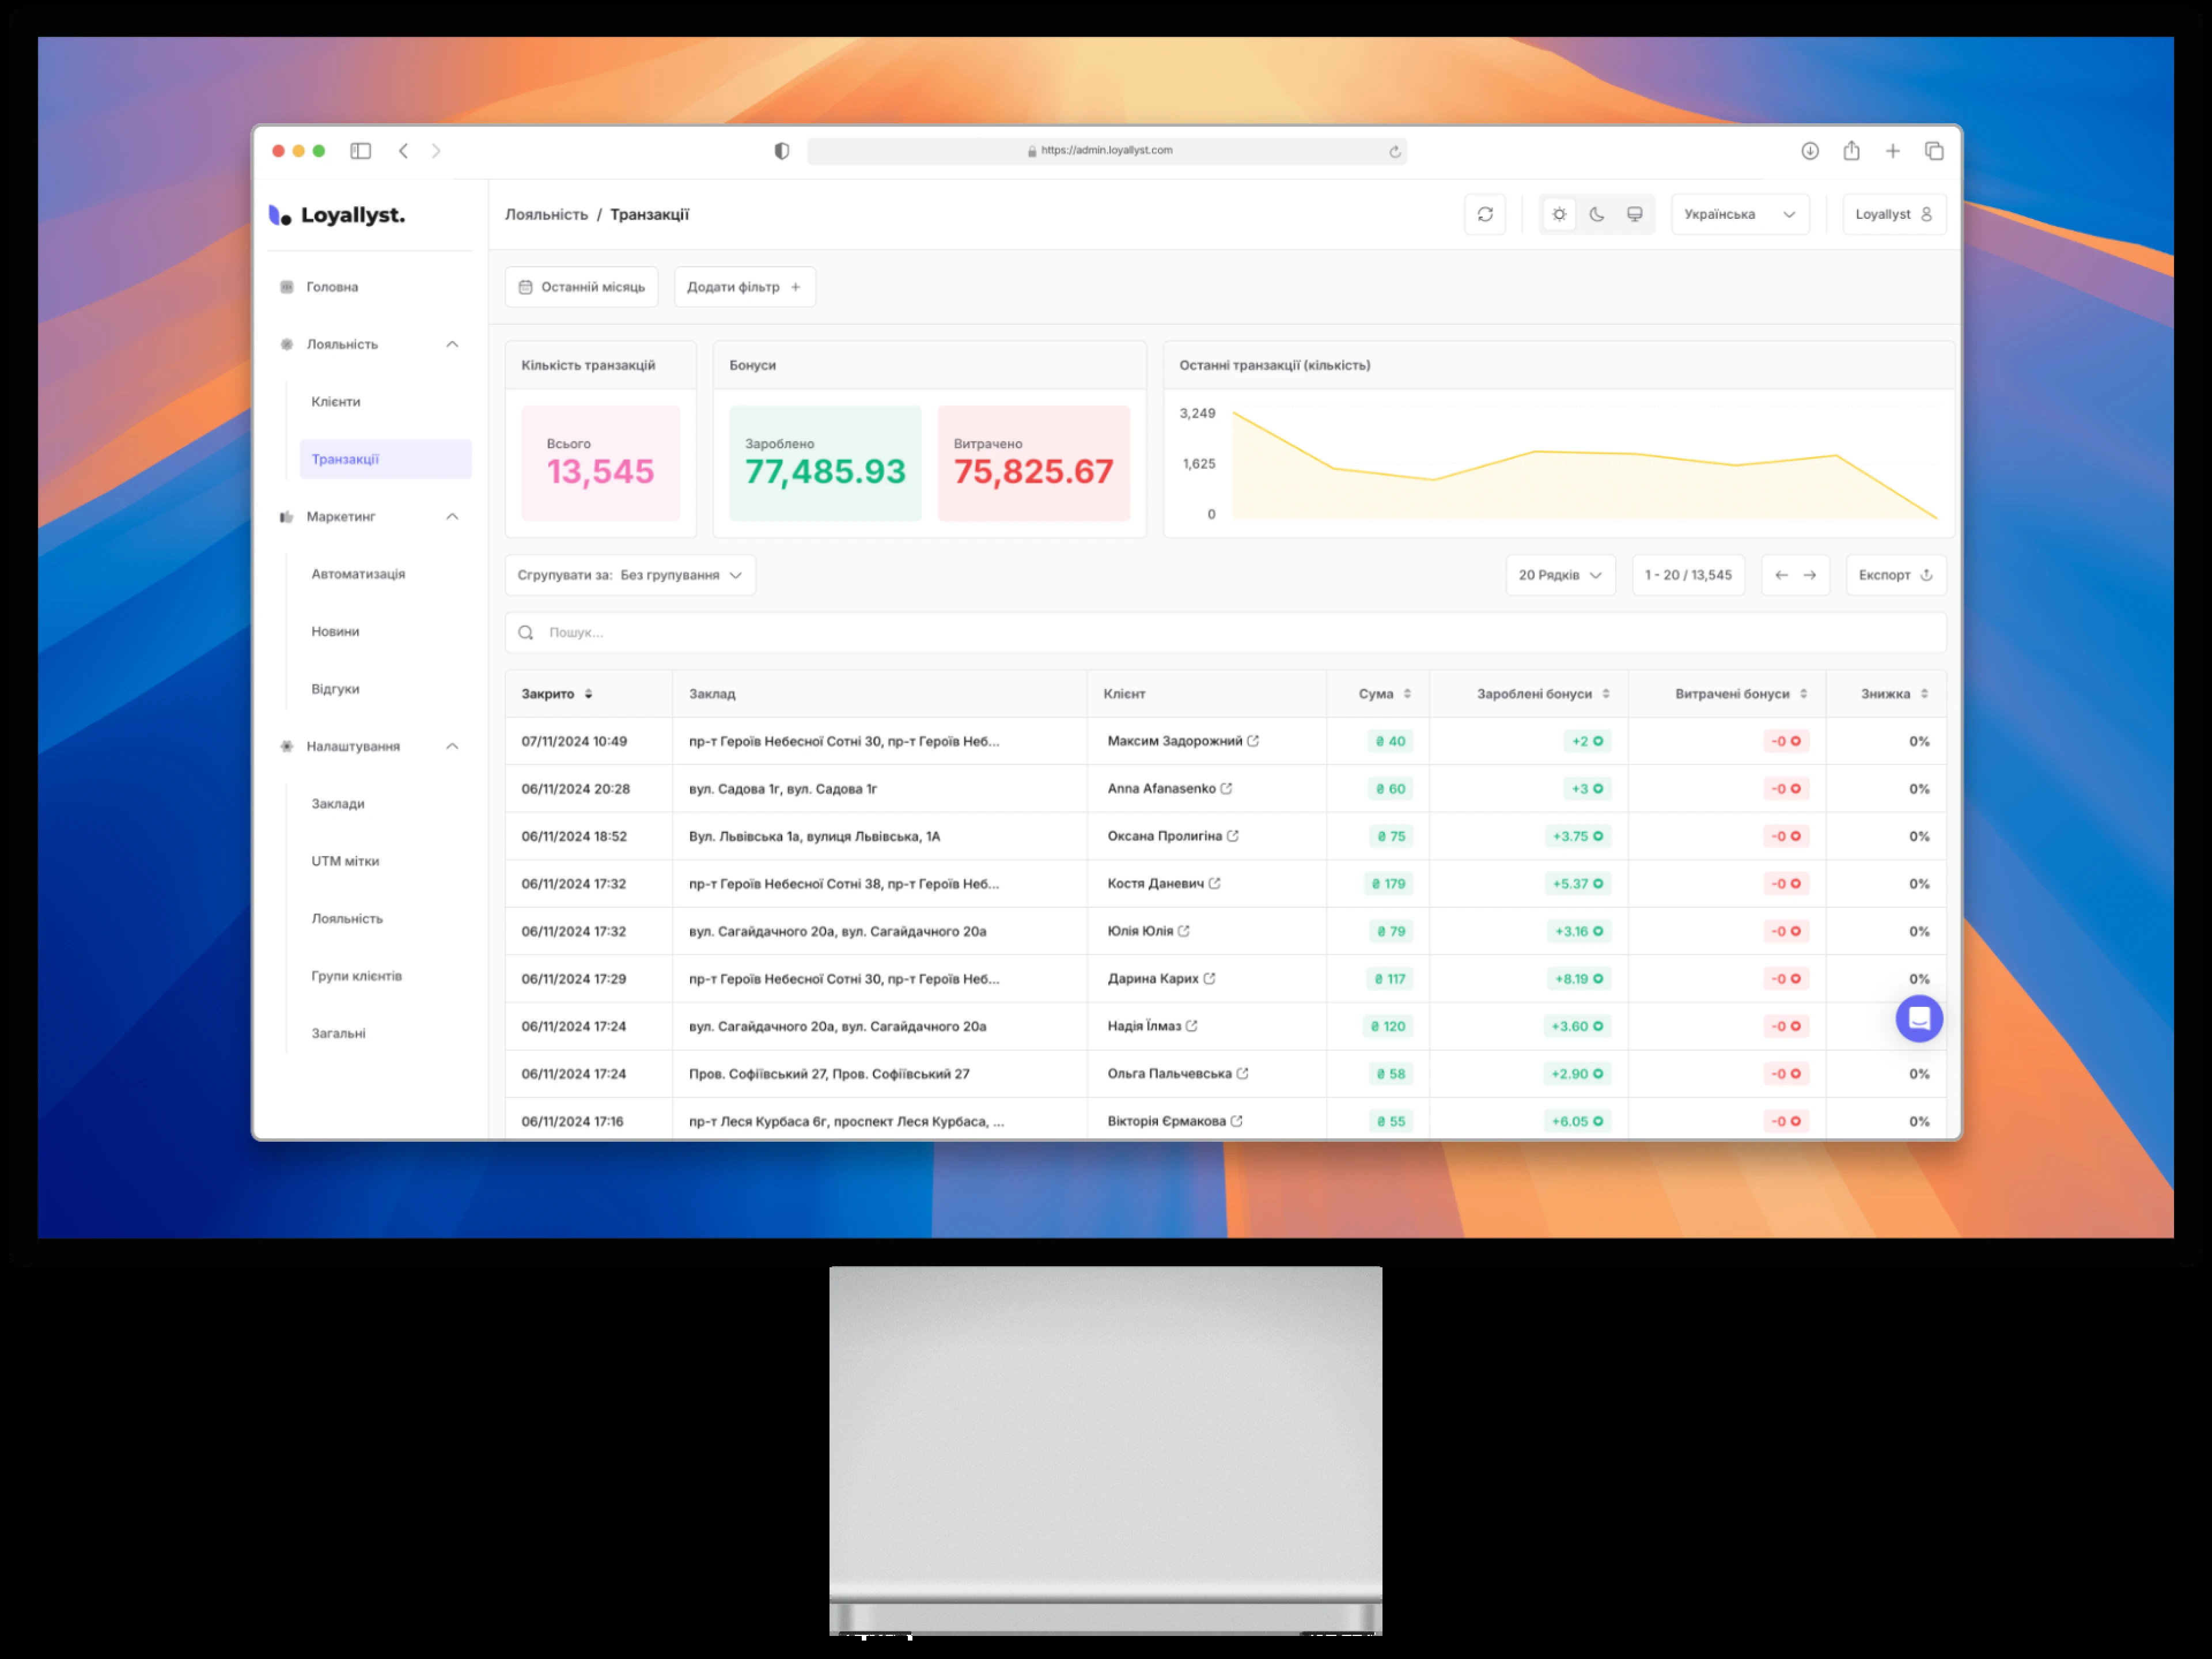 https://admin.loyallyst.com
Loyallyst.
Лояльність / Транзакції
Українська
Loyallyst
Головна
Лояльність
Клієнти
Транзакції
Маркетинг
Автоматизація
Новини
Відгуки
Налаштування
Заклади
UTM мітки
Лояльність
Групи клієнтів
Загальні
Останній місяць
Додати фільтр +
Кількість транзакцій
Всього
13,545
Бонуси
Зароблено
77,485.93
Витрачено
75,825.67
Останні транзакції (кількість)
3,249
1,625
0
Сгрупувати за: Без групування
20 Рядків
1 - 20 / 13,545
Експорт
Пошук...
Закрито Заклад Клієнт Сума Зароблені бонуси Витрачені бонуси Знижка
07/11/2024 10:49 пр-т Героїв Небесної Сотні 30, пр-т Героїв Неб... Максим Задорожний ₴ 40 +2 -0 0%
06/11/2024 20:28 вул. Садова 1г, вул. Садова 1г Anna Afanasenko ₴ 60 +3 -0 0%
06/11/2024 18:52 Вул. Львівська 1а, вулиця Львівська, 1А Оксана Пролигіна ₴ 75 +3.75 -0 0%
06/11/2024 17:32 пр-т Героїв Небесної Сотні 38, пр-т Героїв Неб... Костя Даневич ₴ 179 +5.37 -0 0%
06/11/2024 17:32 вул. Сагайдачного 20а, вул. Сагайдачного 20а Юлія Юлія ₴ 79 +3.16 -0 0%
06/11/2024 17:29 пр-т Героїв Небесної Сотні 30, пр-т Героїв Неб... Дарина Карих ₴ 117 +8.19 -0 0%
06/11/2024 17:24 вул. Сагайдачного 20а, вул. Сагайдачного 20а Надія Їлмаз ₴ 120 +3.60 -0
06/11/2024 17:24 Пров. Софіївський 27, Пров. Софіївський 27 Ольга Пальчевська ₴ 58 +2.90 -0 0%
06/11/2024 17:16 пр-т Леся Курбаса 6г, проспект Леся Курбаса, ... Вікторія Єрмакова ₴ 55 +6.05 -0 0%